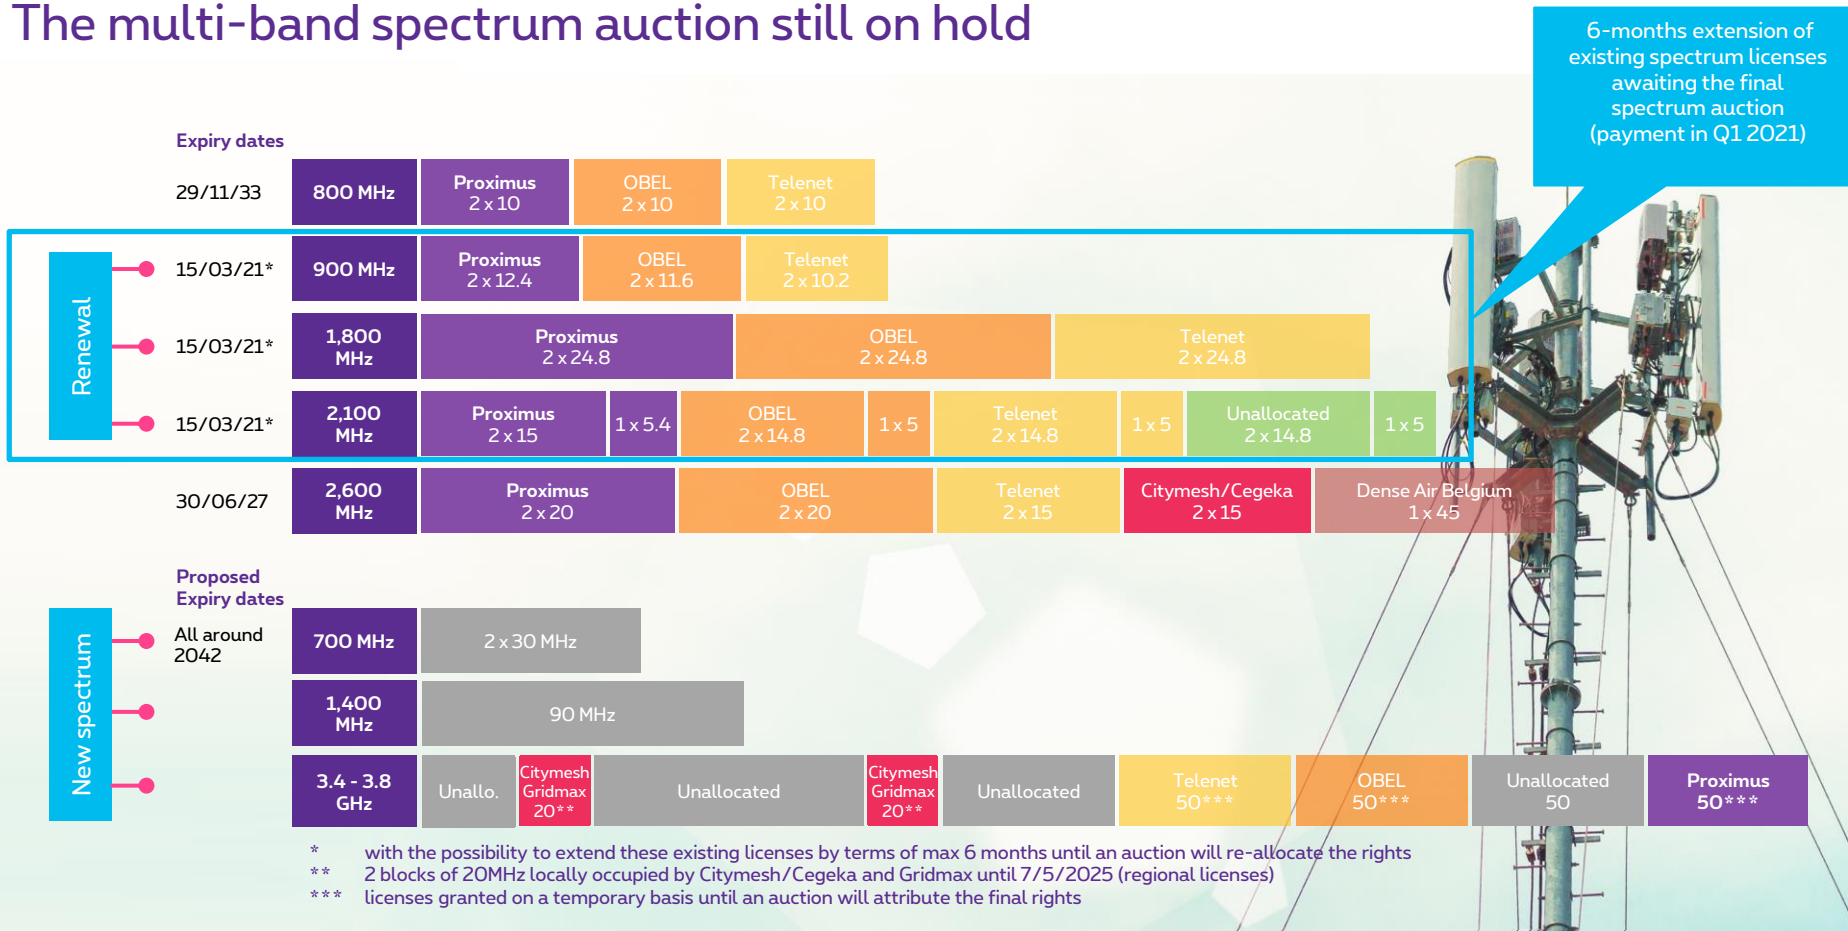 The multi-band spectrum auction still on hold
6-months extension of
existing spectrum licenses
awaiting the final
spectrum auction
(payment in Q1 2021)
Expiry dates
29/11/33
800 MHz
Proximus
2 x 10
OBEL
2 x 10
Telenet
2 x 10
Renewal
15/03/21*
900 MHz
Proximus
2 x 12.4
OBEL
2 x 11.6
Telenet
2 x 10.2
15/03/21*
1,800
MHz
Proximus
2 x 24.8
OBEL
2 x 24.8
Telenet
2 x 24.8
15/03/21*
2,100
MHz
Proximus
2 x 15
1 x 5.4
OBEL
2 x 14.8
1 x 5
Telenet
2 x 14.8
1 x 5
Unallocated
2 x 14.8
1 x 5
30/06/27
2,600
MHz
Proximus
2 x 20
OBEL
2 x 20
Telenet
2 x 15
Citymesh/Cegeka
2 x 15
Dense Air Belgium
1 x 45
Proposed
Expiry dates
New spectrum
All around
2042
700 MHz
2 x 30 MHz
1,400
MHz
90 MHz
3.4 - 3.8
GHz
Unallo.
Citymesh
Gridmax
20**
Unallocated
Citymesh
Gridmax
20**
Unallocated
Telenet
50***
OBEL
50***
Unallocated
50
Proximus
50***
* with the possibility to extend these existing licenses by terms of max 6 months until an auction will re-allocate the rights
** 2 blocks of 20MHz locally occupied by Citymesh/Cegeka and Gridmax until 7/5/2025 (regional licenses)
*** licenses granted on a temporary basis until an auction will attribute the final rights